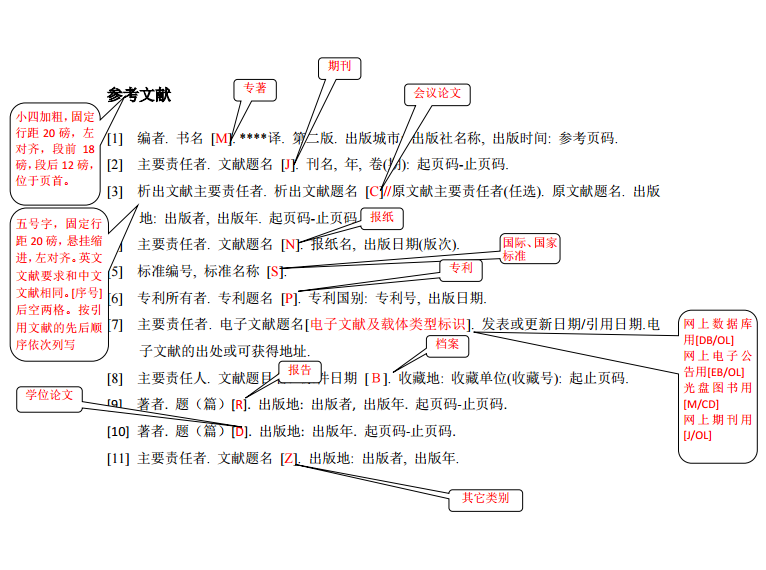 参考文献
专著
期刊
会议论文
小四加粗，固定
行距 20 磅，左
对齐，段前 18
磅，段后 12 磅，
位于页首。
[1] 编者. 书名 [M]. ****译. 第二版. 出版城市 出版社名称, 出版时间: 参考页码.
[2] 主要责任者. 文献题名 [J]. 刊名, 年, 卷(期): 起页码-止页码.
[3] 析出文献主要责任者. 析出文献题名 [C]//原文献主要责任者(任选). 原文献题名. 出版
地: 出版者, 出版年. 起页码-止页码
报纸
五号字，固定行
距 20 磅，悬挂缩
进，左对齐。英文
文献要求和中文
文献相同。[序号]
后空两格。按引
用文献的先后顺
序依次列写
] 主要责任者. 文献题名 [N]. 报纸名, 出版日期(版次).
国际、国家
标准
[5] 标准编号, 标准名称 [S].
专利
[6] 专利所有者. 专利题名 [P]. 专利国别: 专利号, 出版日期.
[7] 主要责任者. 电子文献题名[电子文献及载体类型标识]. 发表或更新日期/引用日期.电
子文献的出处或可获得地址.
档案
网上数据库
用[DB/OL]
网上电子公
告用[EB/OL]
光盘图书用
[M/CD]
网上期刊用
[J/OL]
[8] 主要责任人. 文献题目 件日期 [ B ]. 收藏地: 收藏单位(收藏号): 起止页码.
报告
学位论文
[9] 著者. 题（篇）[R]. 出版地: 出版者, 出版年. 起页码-止页码.
[10] 著者. 题（篇）[D]. 出版地: 出版年. 起页码-止页码.
[11] 主要责任者. 文献题名 [Z]. 出版地: 出版者, 出版年.
其它类别